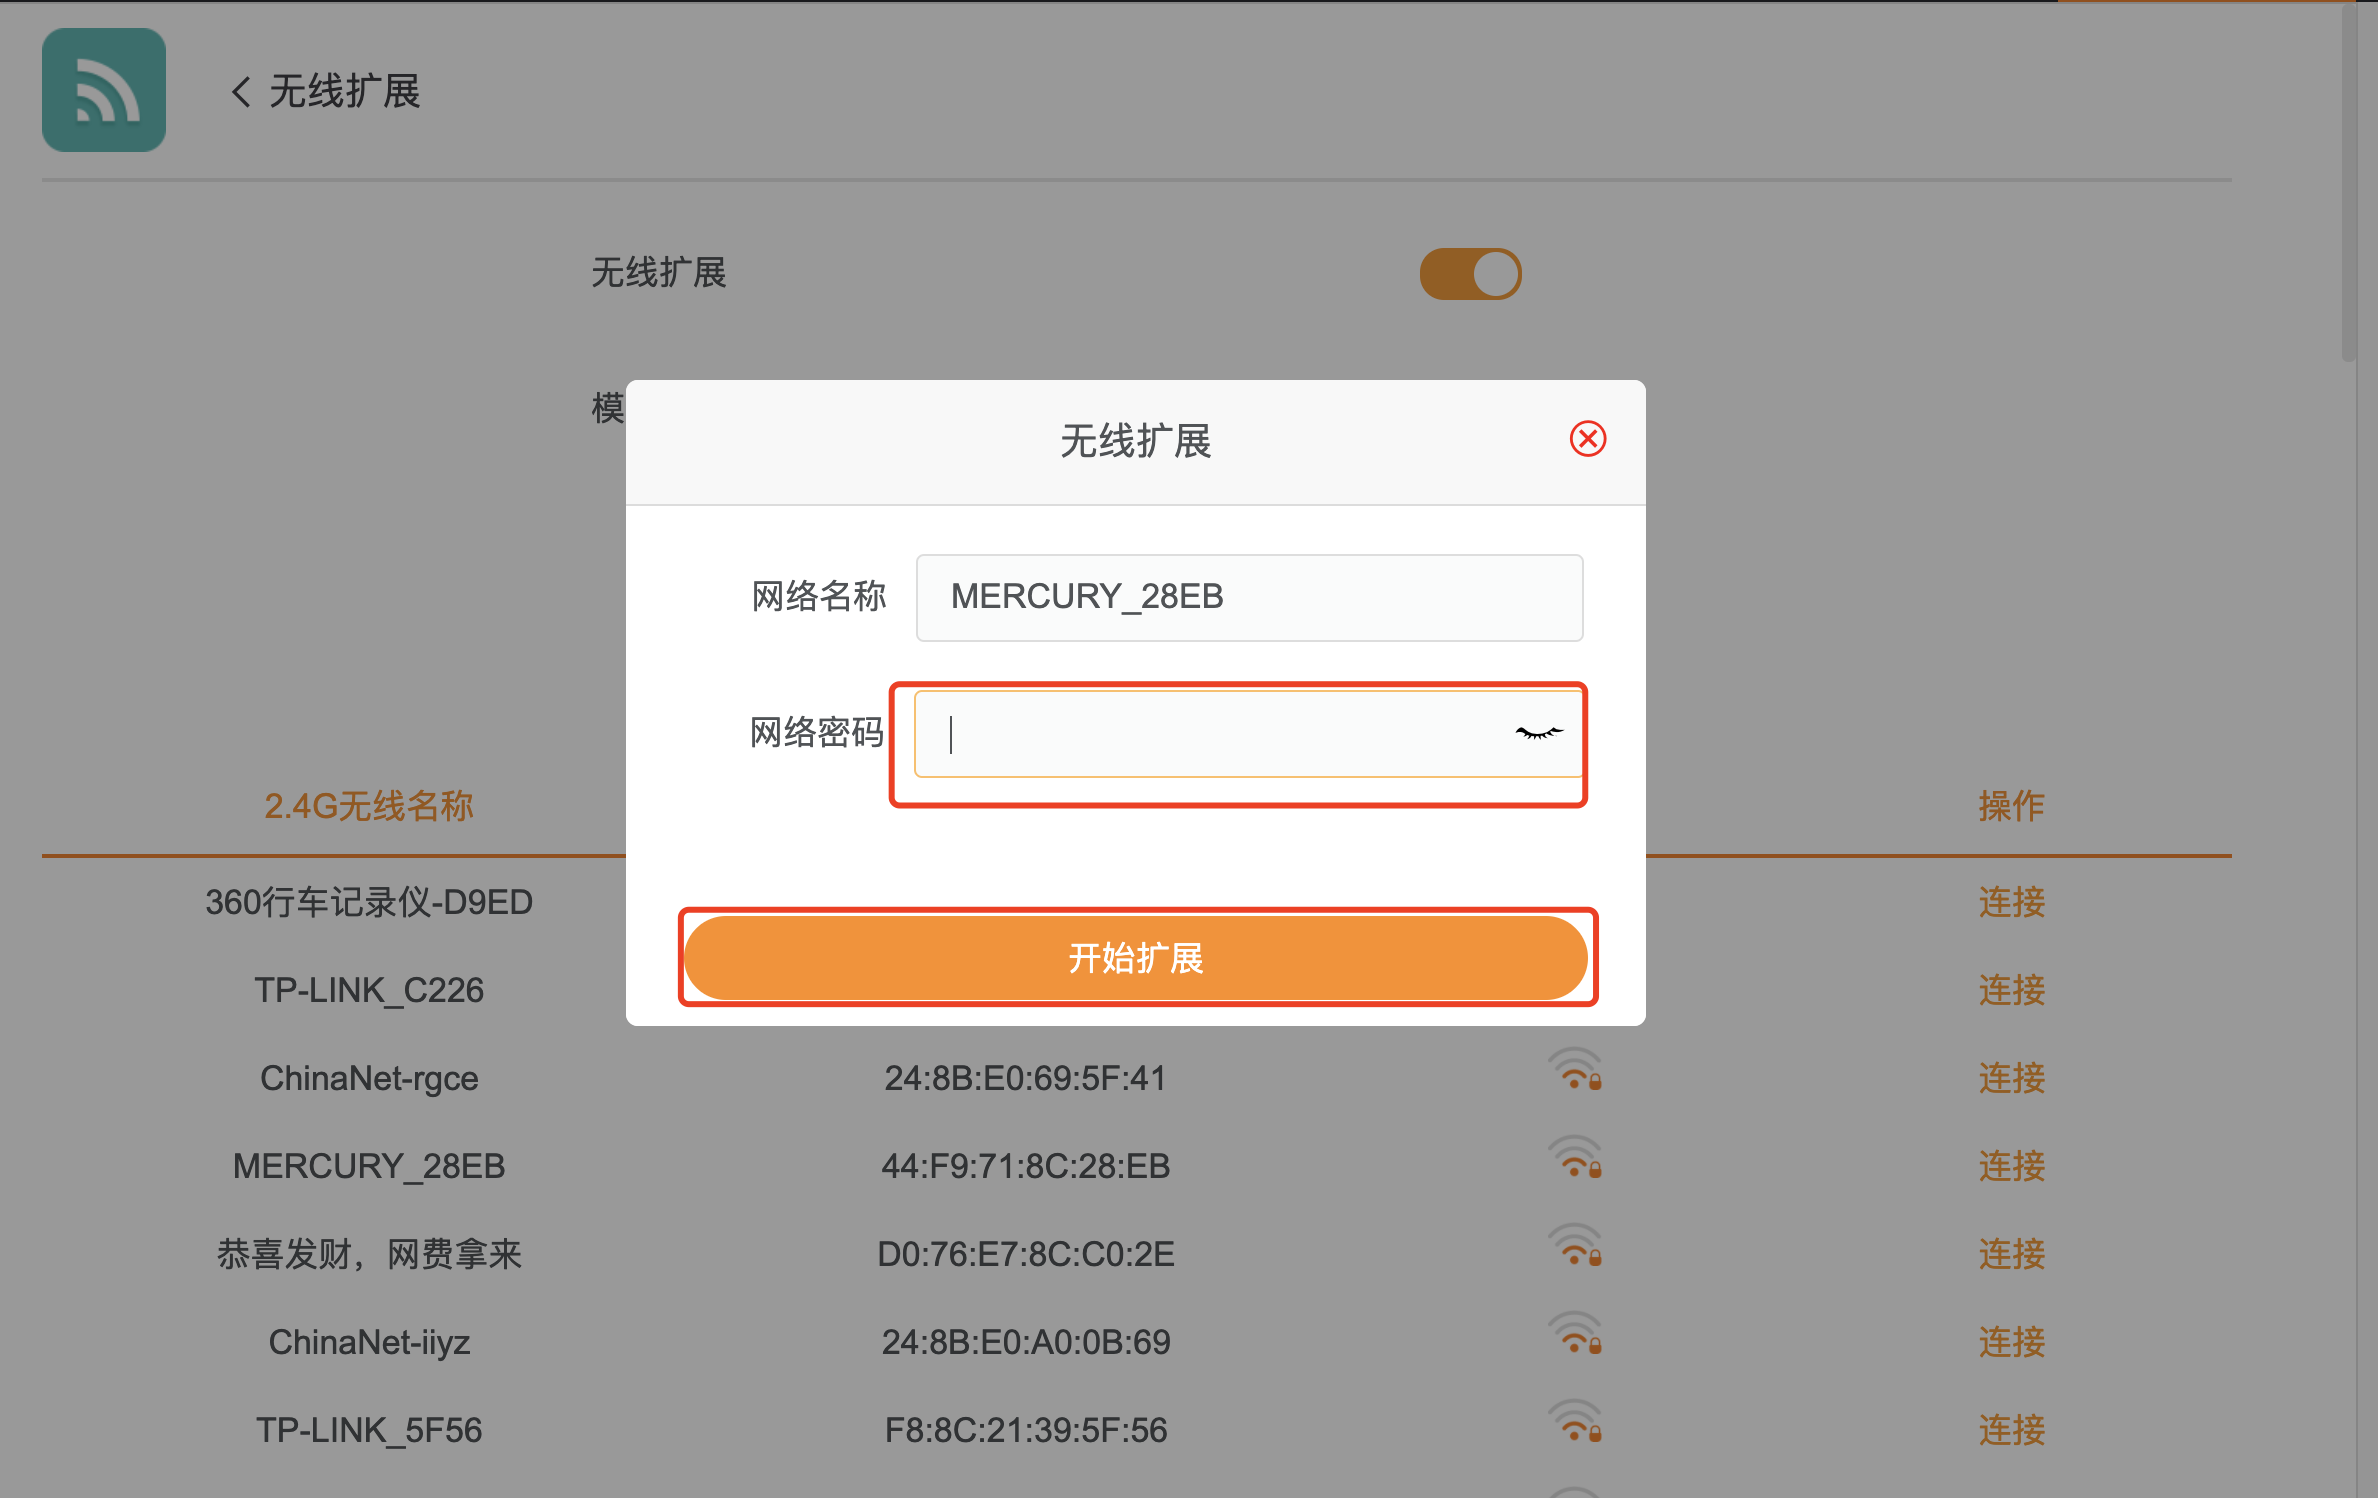 无线扩展
无线扩展
模
无线扩展
网络名称 MERCURY_28EB
网络密码
开始扩展
2.4G无线名称 操作
360行车记录仪-D9ED 连接
TP-LINK_C226 连接
ChinaNet-rgce 24:8B:E0:69:5F:41 连接
MERCURY_28EB 44:F9:71:8C:28:EB 连接
恭喜发财，网费拿来 D0:76:E7:8C:C0:2E 连接
ChinaNet-iiyz 24:8B:E0:A0:0B:69 连接
TP-LINK_5F56 F8:8C:21:39:5F:56 连接